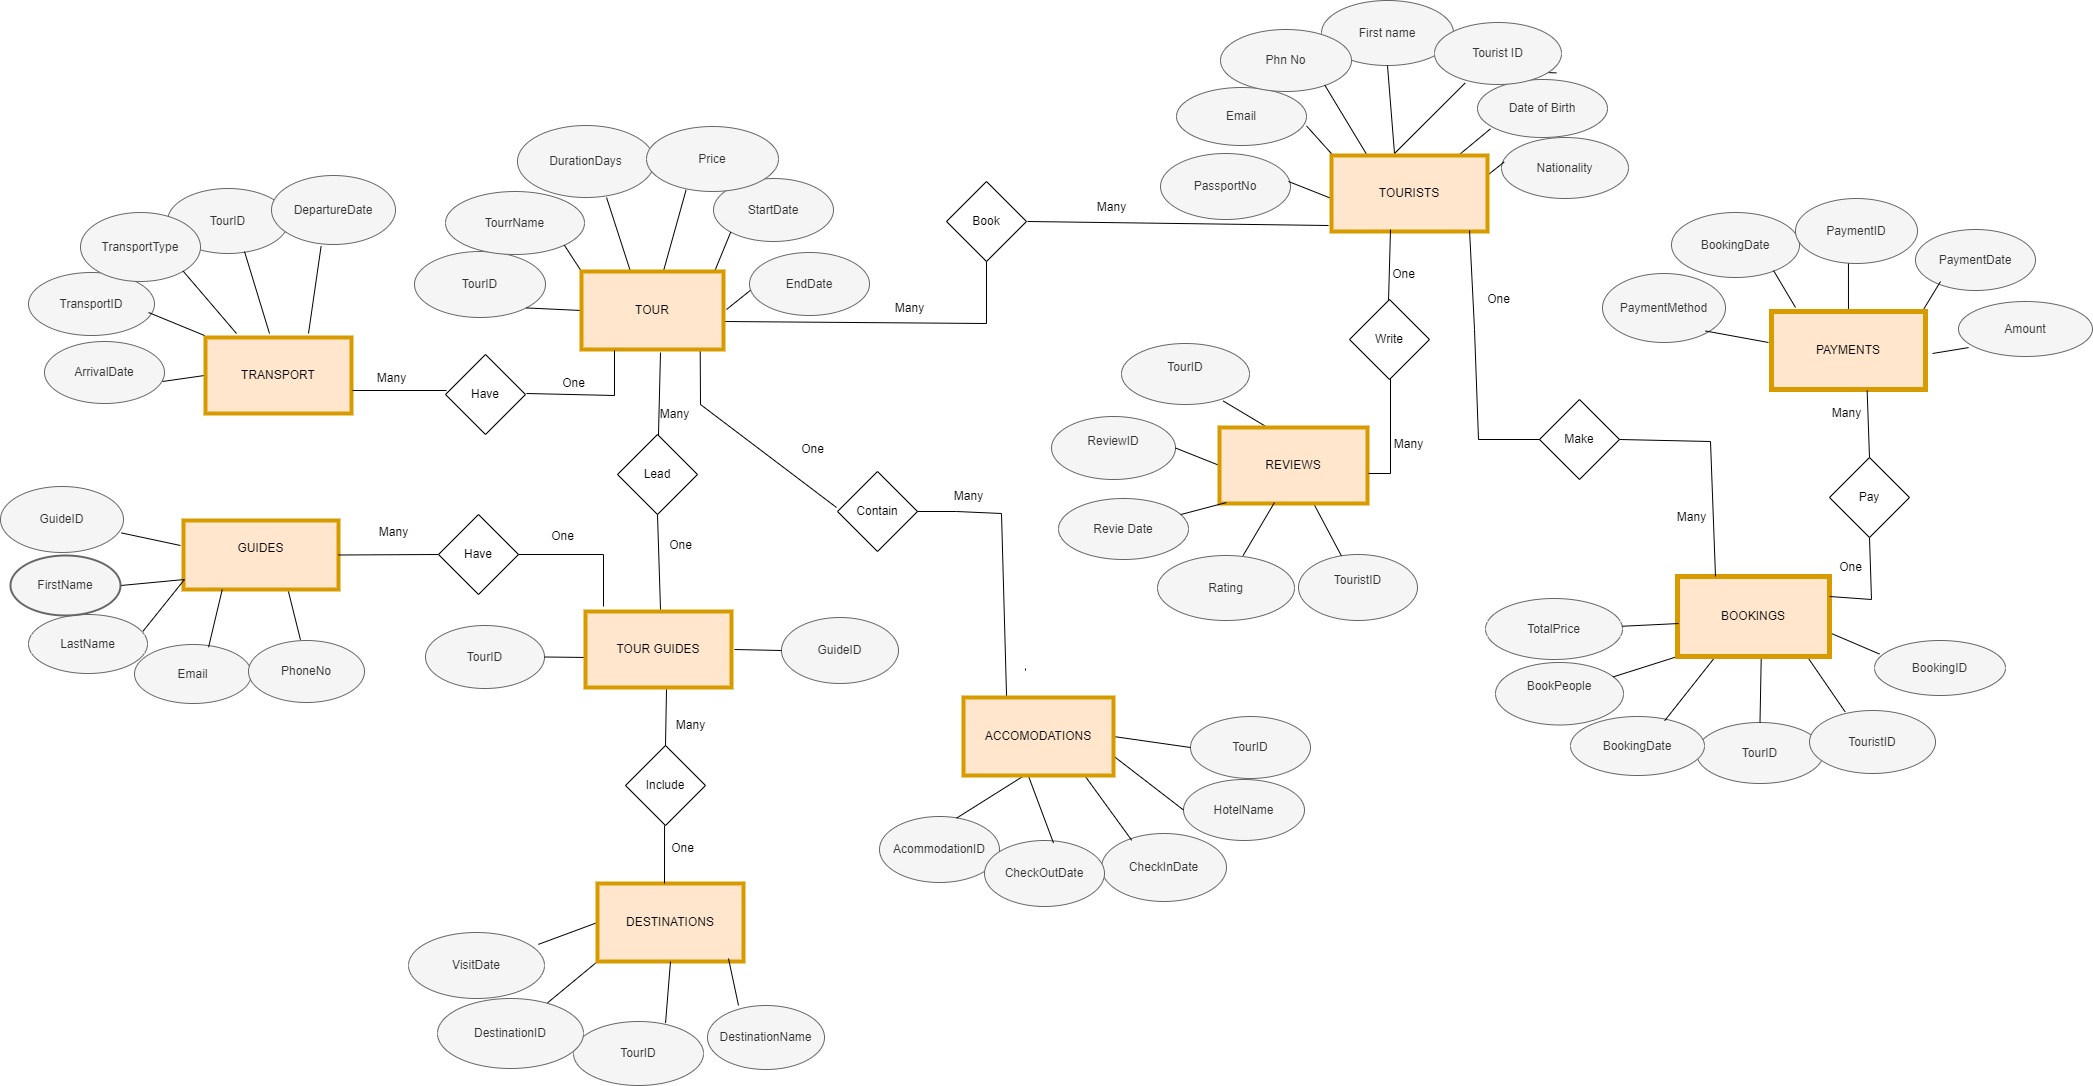 First name
Phn No
Tourist ID
Email
Date of Birth
PassportNo
TOURISTS
Nationality
DurationDays
Price
TourrName
StartDate
TourID
TOUR
EndDate
Book
Many
Many
DepartureDate
TourID
TransportType
TransportID
ArrivalDate
TRANSPORT
Many
Have
One
BookingDate
PaymentID
PaymentDate
PaymentMethod
PAYMENTS
Amount
One
Write
Many
One
Make
Many
Many
Pay
One
TourID
ReviewID
REVIEWS
Revie Date
Rating
TouristID
Many
Lead
One
One
Contain
Many
GuideID
GUIDES
FirstName
LastName
Email
PhoneNo
Many
Have
One
TourID
TOUR GUIDES
GuideID
Many
Include
One
TotalPrice
BOOKINGS
BookPeople
BookingID
BookingDate
TourID
TouristID
ACCOMODATIONS
TourID
HotelName
AcommodationID
CheckOutDate
CheckInDate
DESTINATIONS
VisitDate
DestinationID
TourID
DestinationName